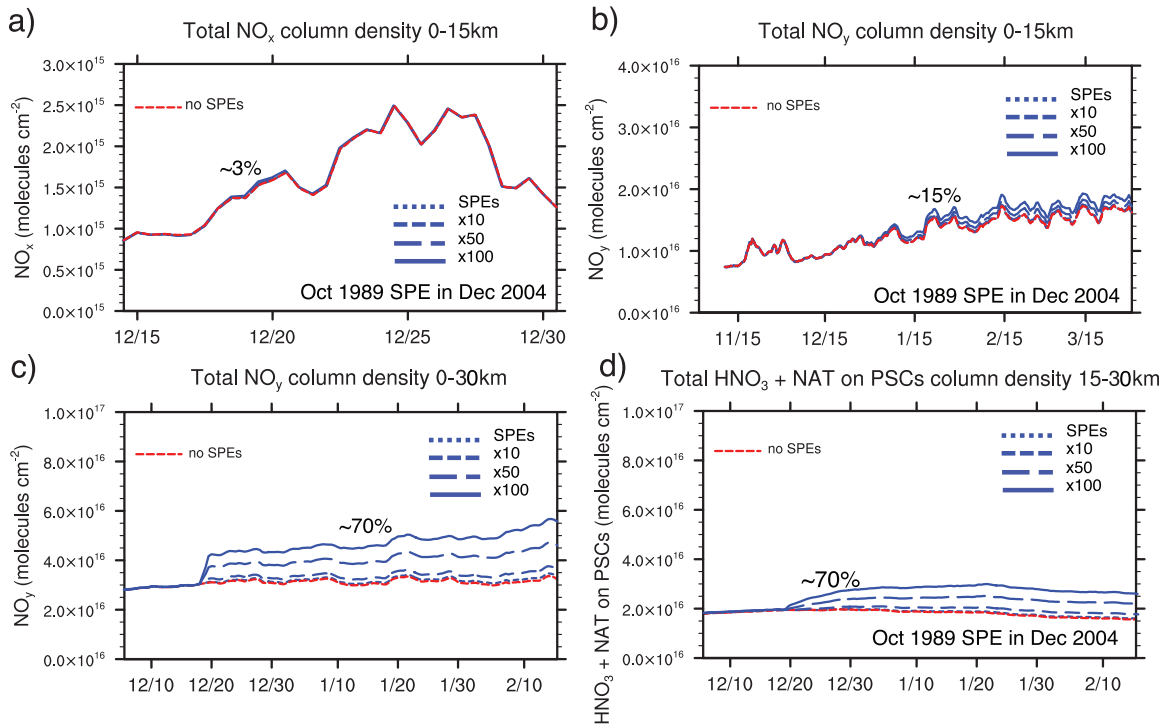 a)
Total NOx column density 0-15km
NOx (molecules cm-2)
3.0×10^15
2.5×10^15
2.0×10^15
1.5×10^15
1.0×10^15
5.0×10^15
0.0×10^15
no SPEs
~3%
SPEs
x10
x50
x100
Oct 1989 SPE in Dec 2004
12/15 12/20 12/25 12/30
b)
Total NOy column density 0-15km
NOy (molecules cm-2)
4.0×10^16
3.0×10^16
2.0×10^16
1.0×10^16
0.0×10^16
no SPEs
SPEs
x10
x50
x100
~15%
Oct 1989 SPE in Dec 2004
11/15 12/15 1/15 2/15 3/15
c)
Total NOy column density 0-30km
NOy (molecules cm-2)
1.0×10^17
8.0×10^16
6.0×10^16
4.0×10^16
2.0×10^16
0.0×10^16
no SPEs
SPEs
x10
x50
x100
~70%
12/10 12/20 12/30 1/10 1/20 1/30 2/10
d)
Total HNO3 + NAT on PSCs column density 15-30km
HNO3 + NAT on PSCs (molecules cm-2)
1.0×10^17
8.0×10^16
6.0×10^16
4.0×10^16
2.0×10^16
0.0×10^16
no SPEs
SPEs
x10
x50
x100
~70%
Oct 1989 SPE in Dec 2004
12/10 12/20 12/30 1/10 1/20 1/30 2/10